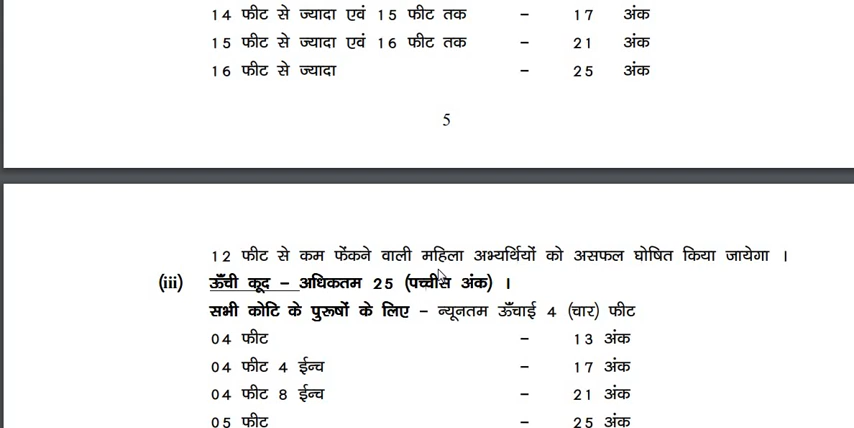 14 फीट से ज्यादा एवं 15 फीट तक – 17 अंक
15 फीट से ज्यादा एवं 16 फीट तक – 21 अंक
16 फीट से ज्यादा – 25 अंक
5
12 फीट से कम फेंकने वाली महिला अभ्यर्थियों को असफल घोषित किया जायेगा ।
(iii) ऊँची कूद – अधिकतम 25 (पच्चीस अंक) ।
सभी कोटि के पुरूषों के लिए – न्यूनतम ऊँचाई 4 (चार) फीट
04 फीट – 13 अंक
04 फीट 4 ईन्च – 17 अंक
04 फीट 8 ईन्च – 21 अंक
05 फीट – 25 अंक